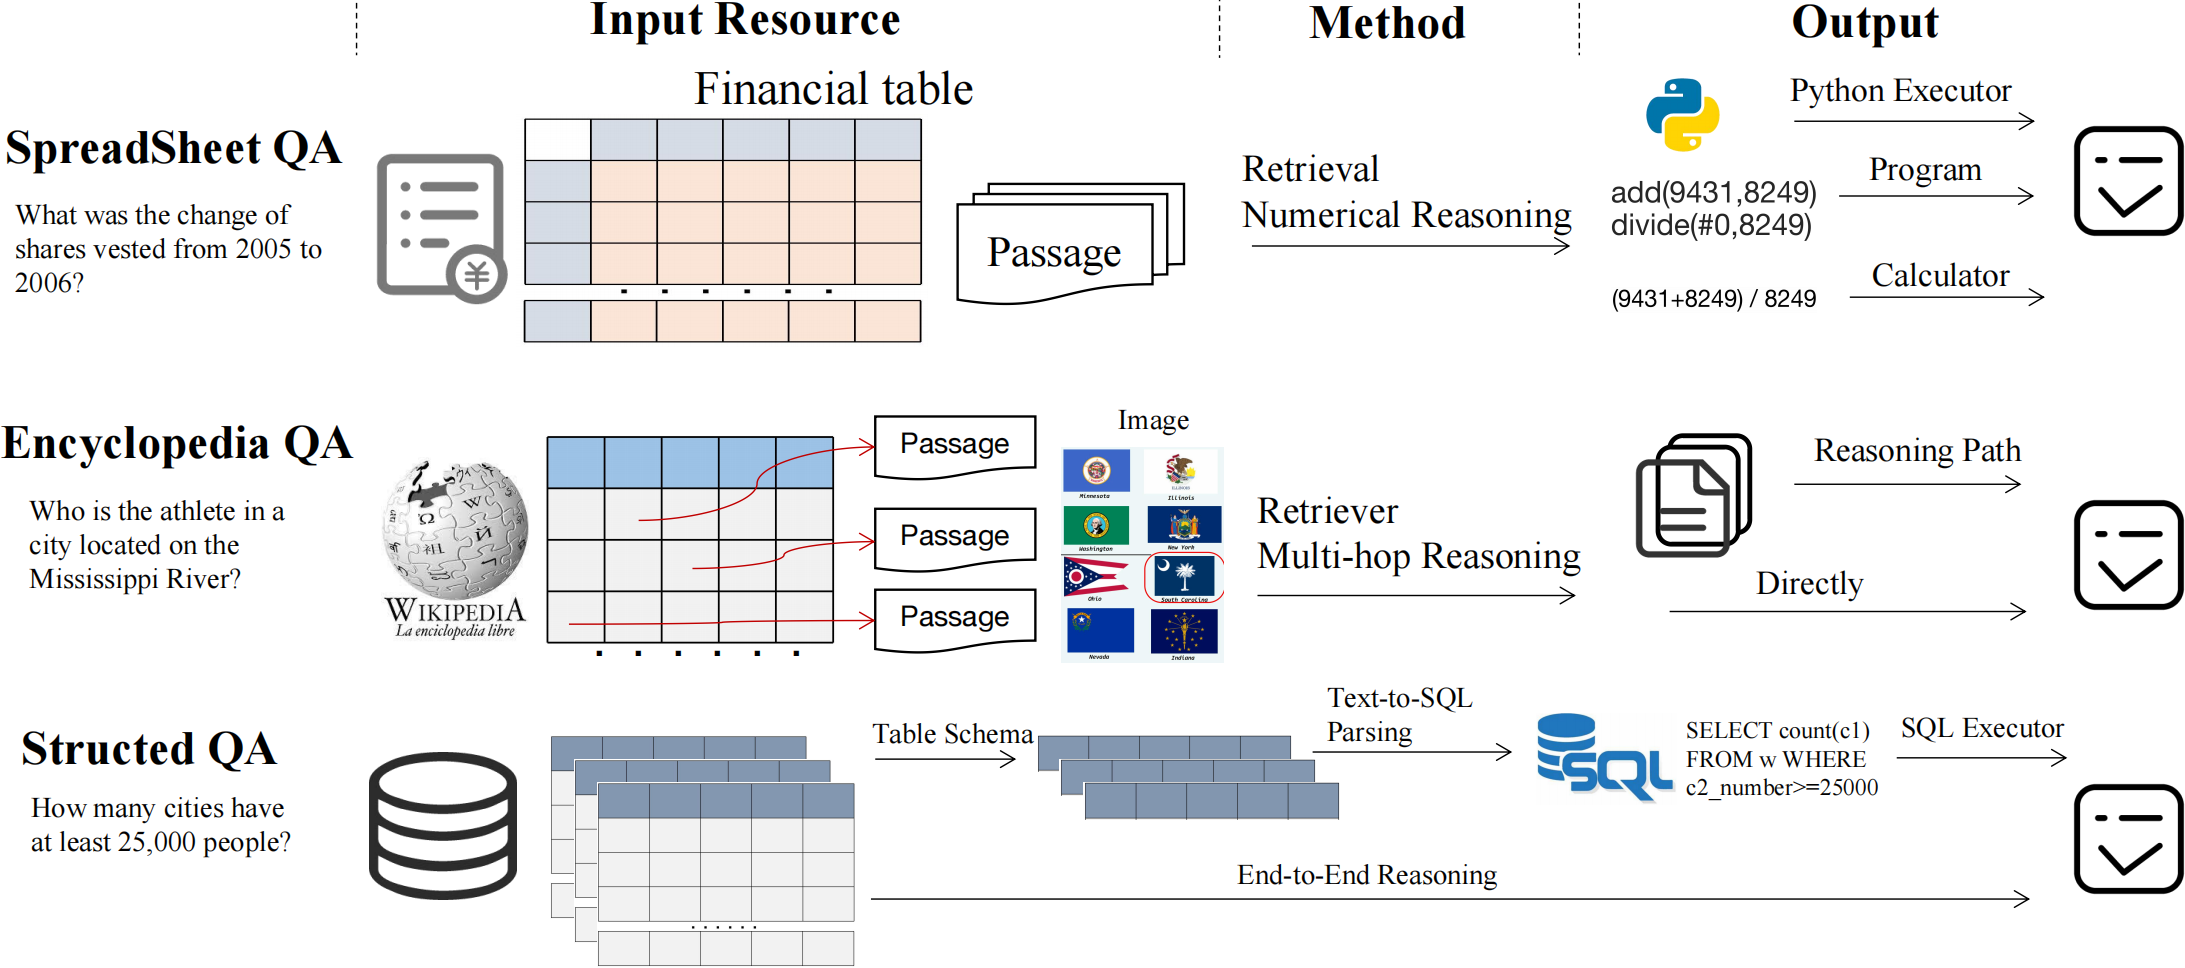 Input Resource
Method
Output
SpreadSheet QA
What was the change of
shares vested from 2005 to
2006?
Financial table
¥
Passage
Retrieval
Numerical Reasoning
Python Executor
add(9431,8249)
divide(#0,8249)
Program
(9431+8249) / 8249
Calculator
Encyclopedia QA
Who is the athlete in a
city located on the
Mississippi River?
Ω
W
И
祖
WIKIPEDIA
La enciclopedia libre
Passage
Passage
Passage
Image
Minnesota
ILLINOIS
Illinois
Washington
New York
Ohio
South Carolina
Nevada
Indiana
Retriever
Multi-hop Reasoning
Reasoning Path
Directly
Structed QA
How many cities have
at least 25,000 people?
Table Schema
Text-to-SQL
Parsing
SQL
SELECT count(c1)
FROM w WHERE
c2_number>=25000
SQL Executor
End-to-End Reasoning